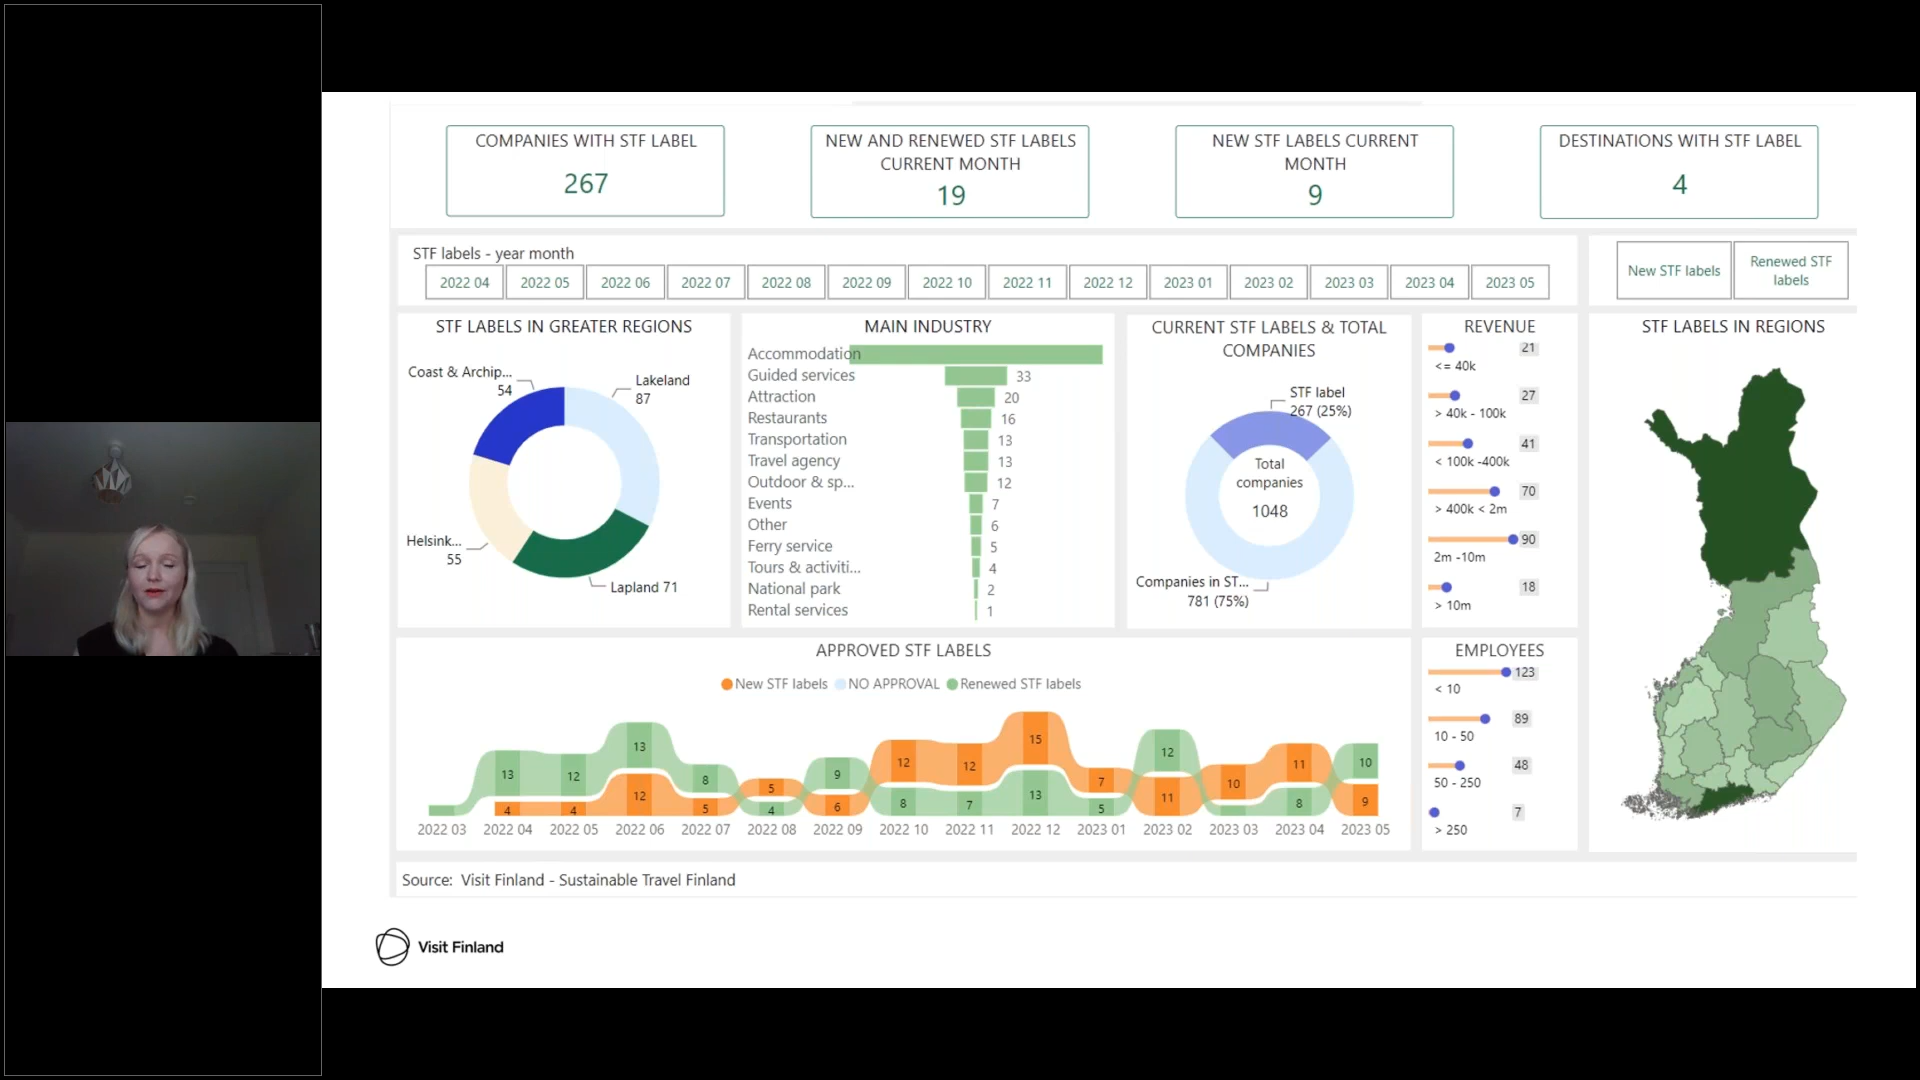 COMPANIES WITH STF LABEL
267
NEW AND RENEWED STF LABELS
CURRENT MONTH
19
NEW STF LABELS CURRENT
MONTH
9
DESTINATIONS WITH STF LABEL
4
STF labels - year month
2022 04 2022 05 2022 06 2022 07 2022 08 2022 09 2022 10 2022 11 2022 12 2023 01 2023 02 2023 03 2023 04 2023 05
New STF labels
Renewed STF
labels
STF LABELS IN GREATER REGIONS
Coast & Archip...
54
Lakeland
87
Helsink...
55
Lapland 71
MAIN INDUSTRY
Accommodation
Guided services 33
Attraction 20
Restaurants 16
Transportation 13
Travel agency 13
Outdoor & sp... 12
Events 7
Other 6
Ferry service 5
Tours & activiti... 4
National park 2
Rental services 1
CURRENT STF LABELS & TOTAL
COMPANIES
STF label
267 (25%)
Total
companies
1048
Companies in ST...
781 (75%)
REVENUE
21
<= 40k
27
> 40k - 100k
41
< 100k -400k
70
> 400k < 2m
90
2m -10m
18
> 10m
STF LABELS IN REGIONS
APPROVED STF LABELS
New STF labels NO APPROVAL Renewed STF labels
13 12 13 8 5 9 12 12 15 7 12 10 11 10
4 4 12 5 4 6 8 7 13 5 11 8 9
2022 03 2022 04 2022 05 2022 06 2022 07 2022 08 2022 09 2022 10 2022 11 2022 12 2023 01 2023 02 2023 03 2023 04 2023 05
EMPLOYEES
123
< 10
89
10 - 50
48
50 - 250
7
> 250
Source: Visit Finland - Sustainable Travel Finland
Visit Finland